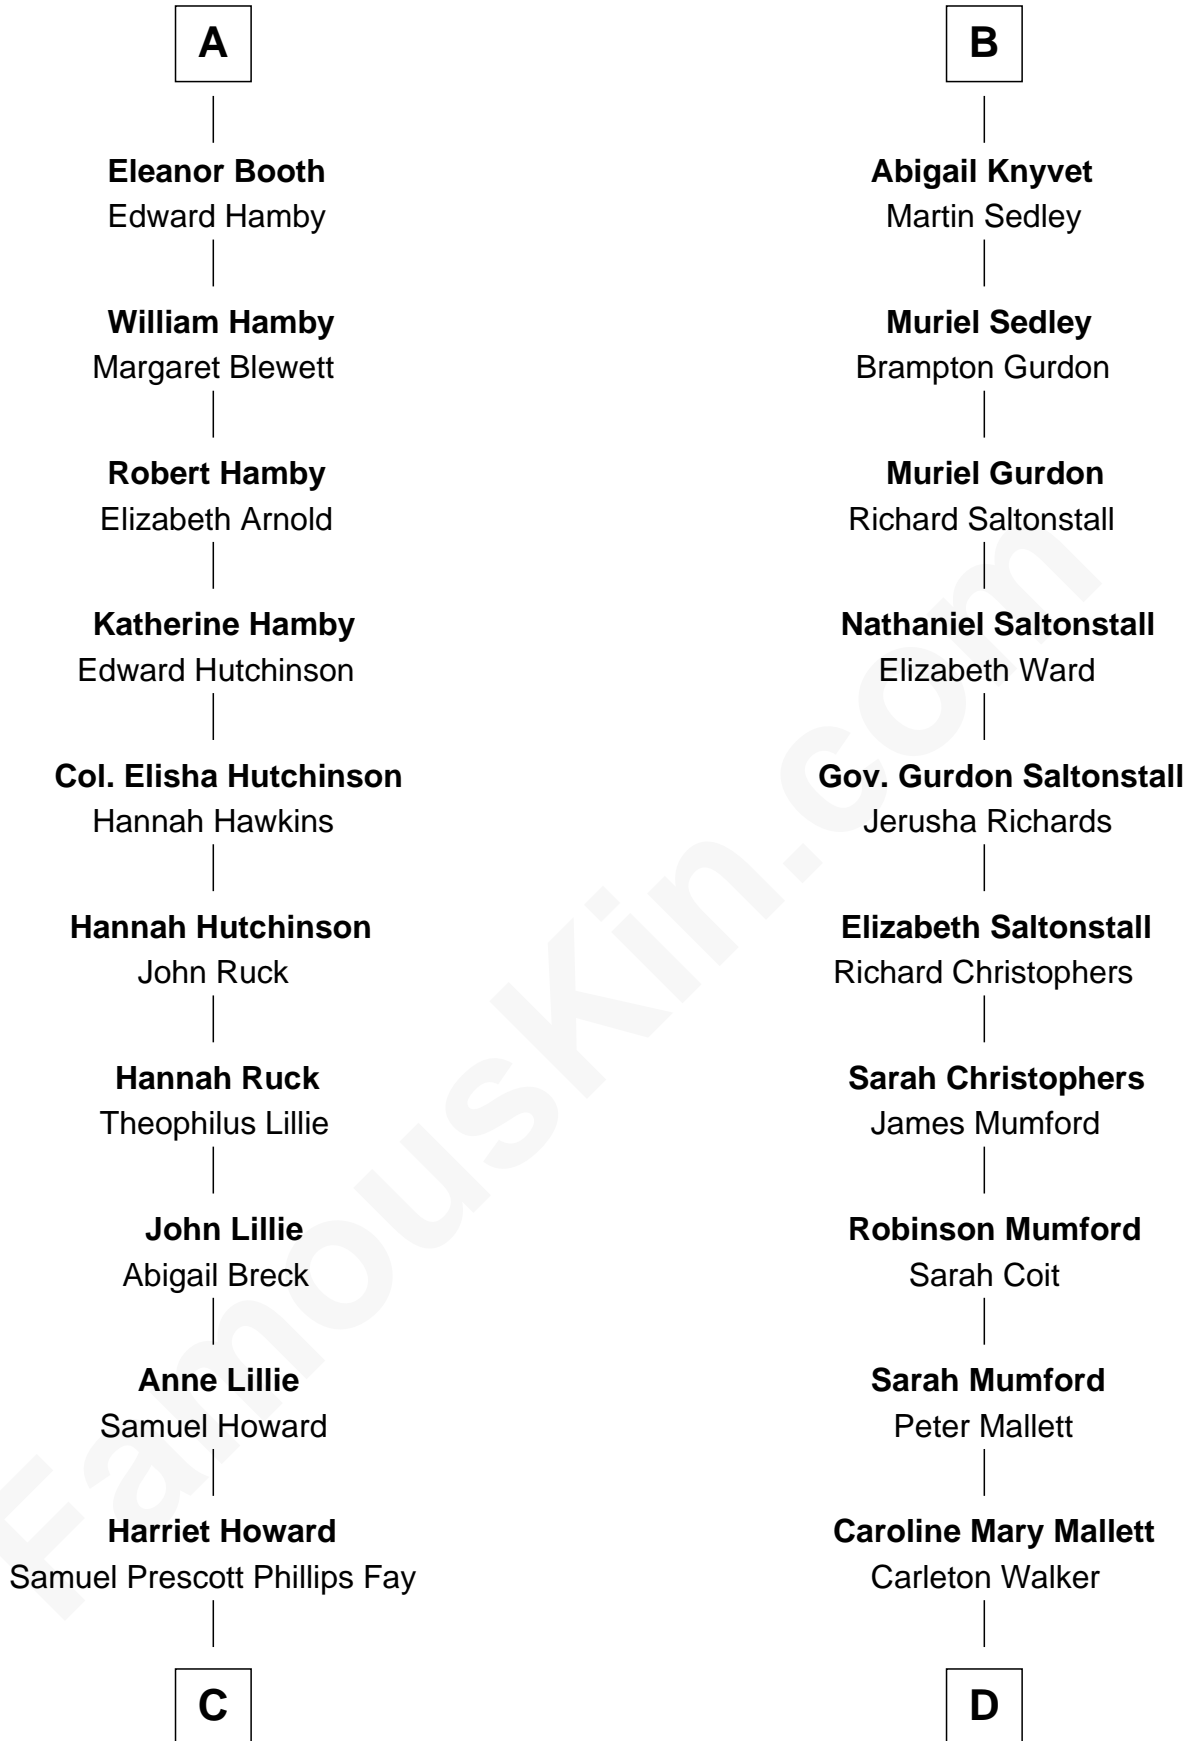 A
Eleanor Booth
Edward Hamby
William Hamby
Margaret Blewett
Robert Hamby
Elizabeth Arnold
Katherine Hamby
Edward Hutchinson
Col. Elisha Hutchinson
Hannah Hawkins
Hannah Hutchinson
John Ruck
Hannah Ruck
Theophilus Lillie
John Lillie
Abigail Breck
Anne Lillie
Samuel Howard
Harriet Howard
Samuel Prescott Phillips Fay
C
B
Abigail Knyvet
Martin Sedley
Muriel Sedley
Brampton Gurdon
Muriel Gurdon
Richard Saltonstall
Nathaniel Saltonstall
Elizabeth Ward
Gov. Gurdon Saltonstall
Jerusha Richards
Elizabeth Saltonstall
Richard Christophers
Sarah Christophers
James Mumford
Robinson Mumford
Sarah Coit
Sarah Mumford
Peter Mallett
Caroline Mary Mallett
Carleton Walker
D
FamousKin.com